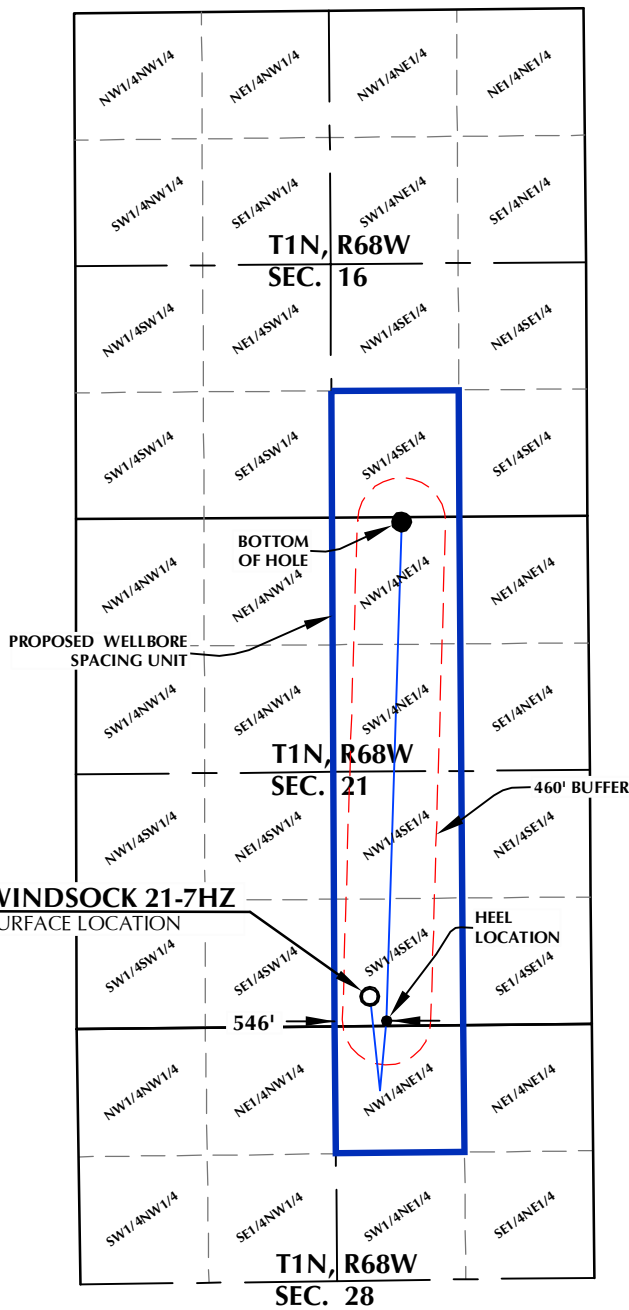 NW1/4NW1/4
NE1/4NW1/4
NW1/4NE1/4
NE1/4NE1/4
SW1/4NW1/4
SE1/4NW1/4
SW1/4NE1/4
SE1/4NE1/4
T1N, R68W
SEC. 16
NW1/4SW1/4
NE1/4SW1/4
NW1/4SE1/4
NE1/4SE1/4
SW1/4SW1/4
SE1/4SW1/4
SW1/4SE1/4
SE1/4SE1/4
BOTTOM
OF HOLE
NW1/4NW1/4
NE1/4NW1/4
NW1/4NE1/4
NE1/4NE1/4
PROPOSED WELLBORE
SPACING UNIT
SW1/4NW1/4
SE1/4NW1/4
SW1/4NE1/4
SE1/4NE1/4
T1N, R68W
SEC. 21
460' BUFFER
NW1/4SW1/4
NE1/4SW1/4
NW1/4SE1/4
NE1/4SE1/4
WINDSOCK 21-7HZ
SURFACE LOCATION
HEEL
LOCATION
SW1/4SW1/4
SE1/4SW1/4
SW1/4SE1/4
SE1/4SE1/4
546'
NW1/4NW1/4
NE1/4NW1/4
NW1/4NE1/4
NE1/4NE1/4
SW1/4NW1/4
SE1/4NW1/4
SW1/4NE1/4
SE1/4NE1/4
T1N, R68W
SEC. 28